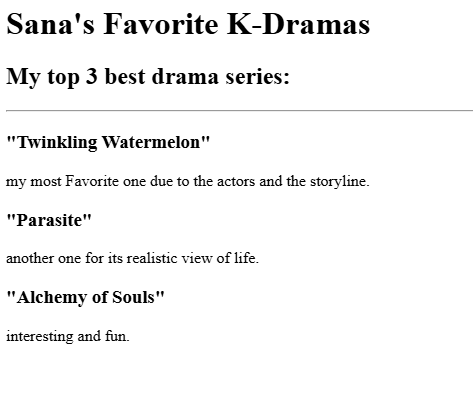 Sana's Favorite K-Dramas
My top 3 best drama series:
"Twinkling Watermelon"
my most Favorite one due to the actors and the storyline.
"Parasite"
another one for its realistic view of life.
"Alchemy of Souls"
interesting and fun.